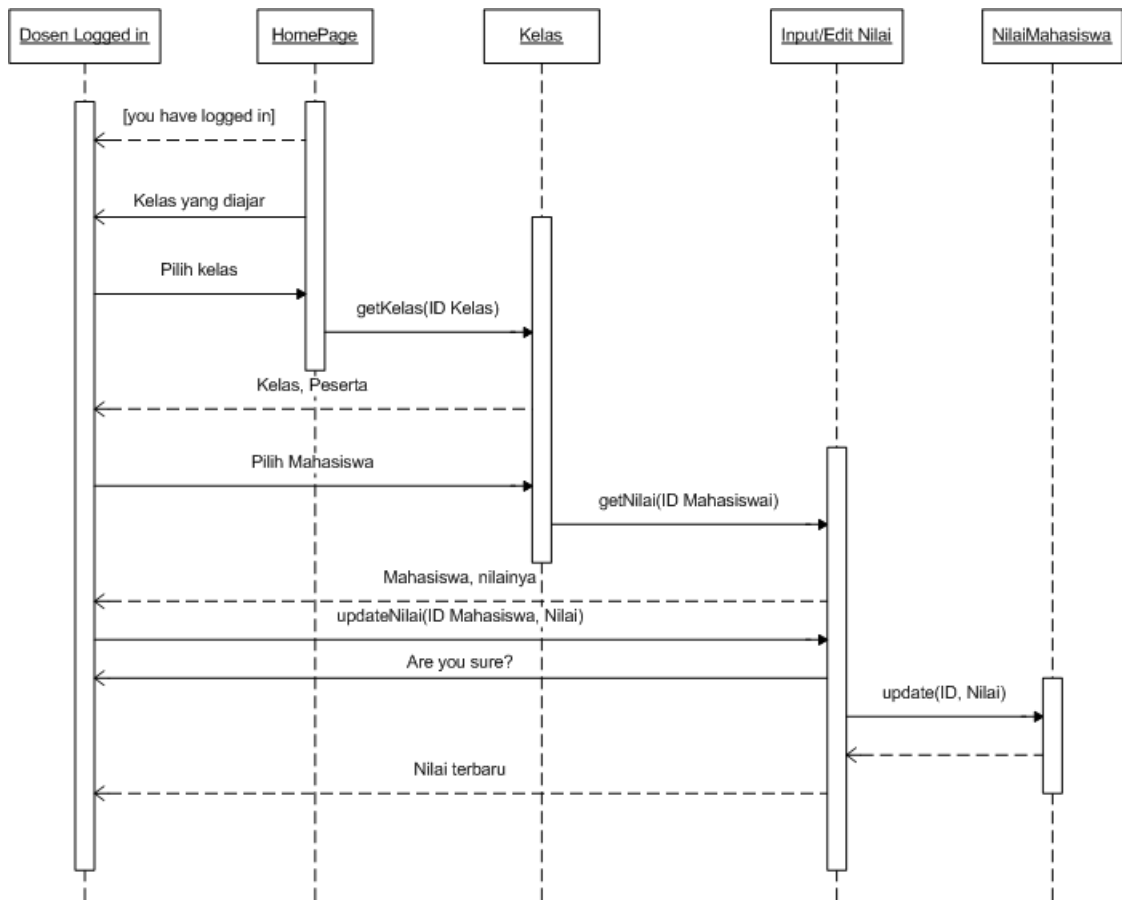 Dosen Logged in
HomePage
Kelas
Input/Edit Nilai
NilaiMahasiswa
[you have logged in]
Kelas yang diajar
Pilih kelas
getKelas(ID Kelas)
Kelas, Peserta
Pilih Mahasiswa
getNilai(ID Mahasiswai)
Mahasiswa, nilainya
updateNilai(ID Mahasiswa, Nilai)
Are you sure?
update(ID, Nilai)
Nilai terbaru